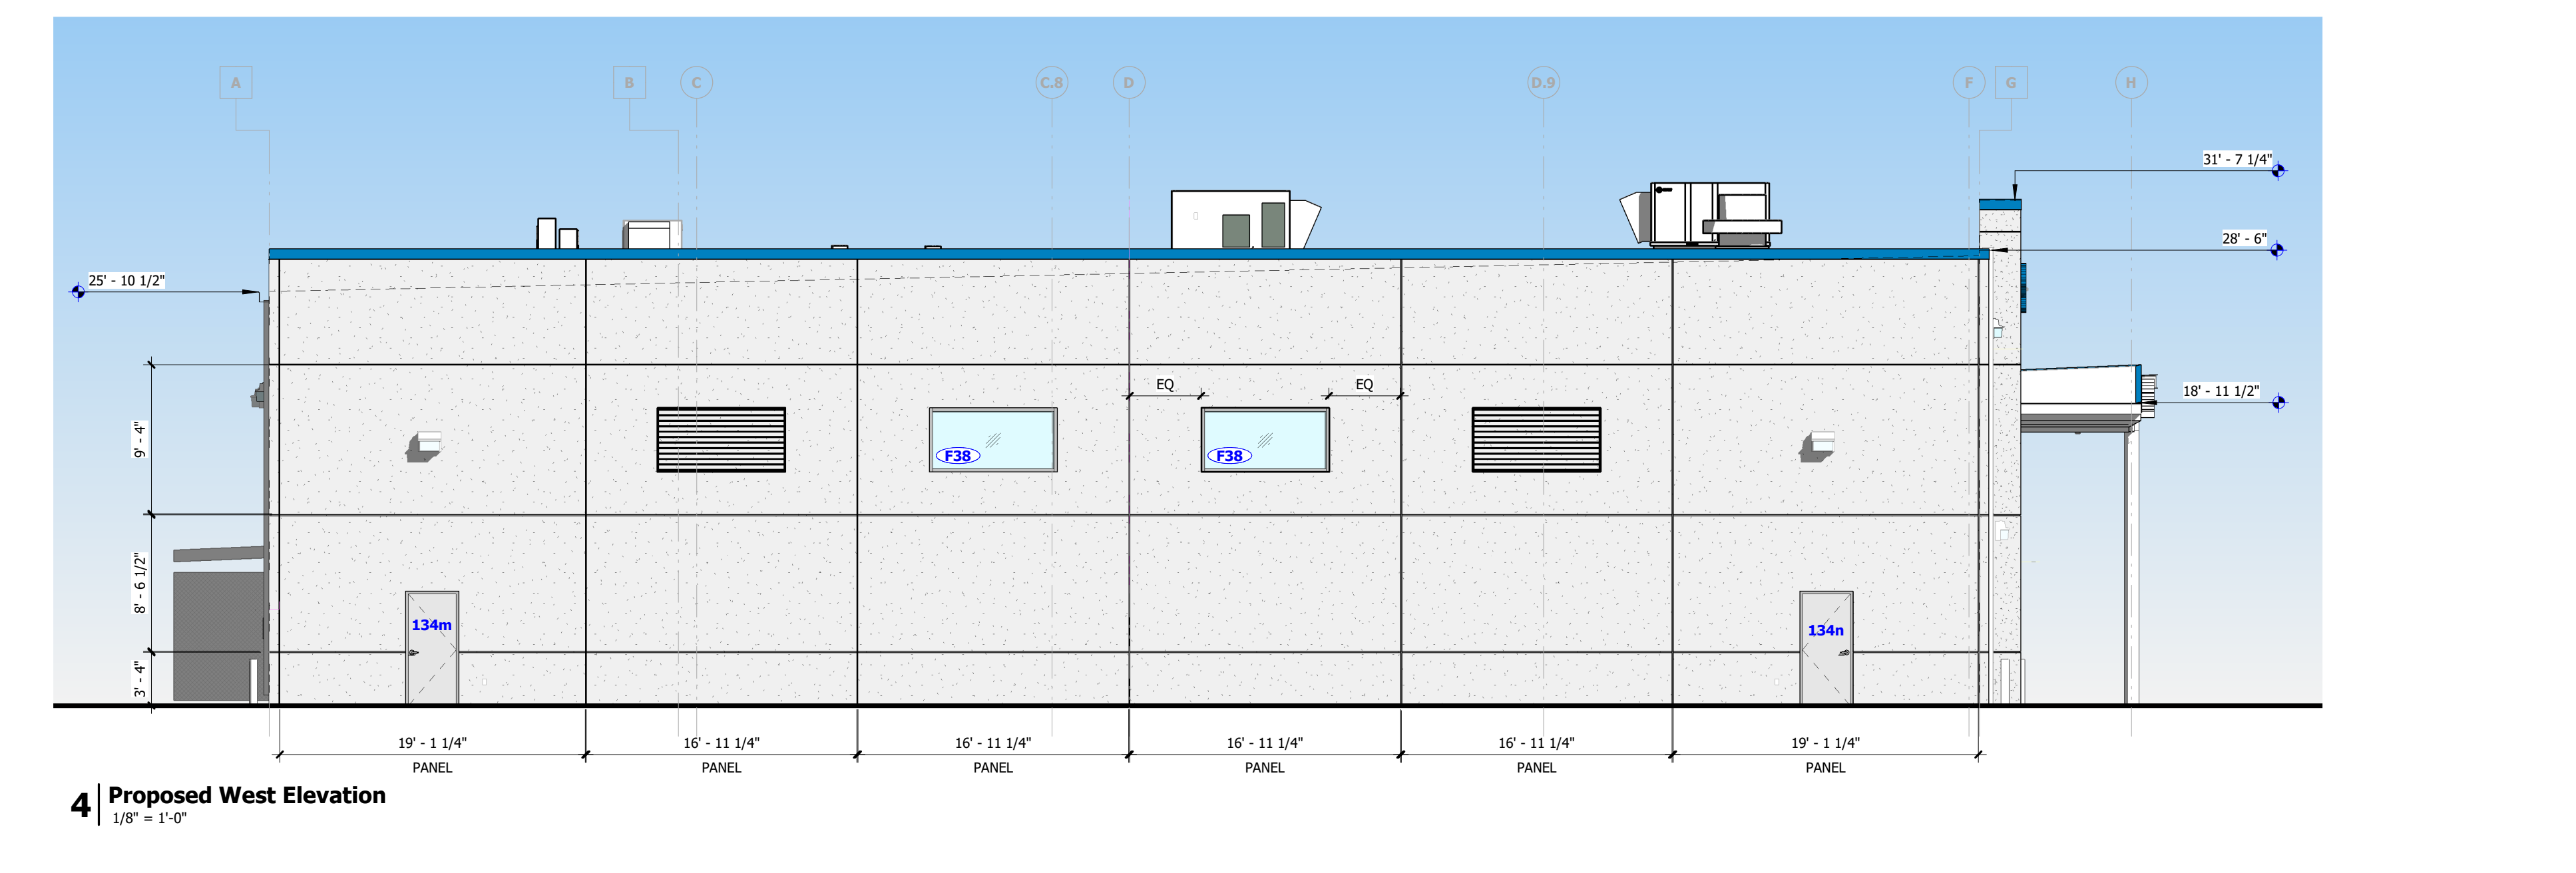 A
B
C
C.8
D
D.9
F
G
H
31' - 7 1/4"
28' - 6"
25' - 10 1/2"
EQ
EQ
18' - 11 1/2"
9' - 4"
F38
F38
8' - 6 1/2"
134m
134n
3' - 4"
19' - 1 1/4"
16' - 11 1/4"
16' - 11 1/4"
16' - 11 1/4"
16' - 11 1/4"
19' - 1 1/4"
PANEL
PANEL
PANEL
PANEL
PANEL
PANEL
4
Proposed West Elevation
1/8" = 1'-0"